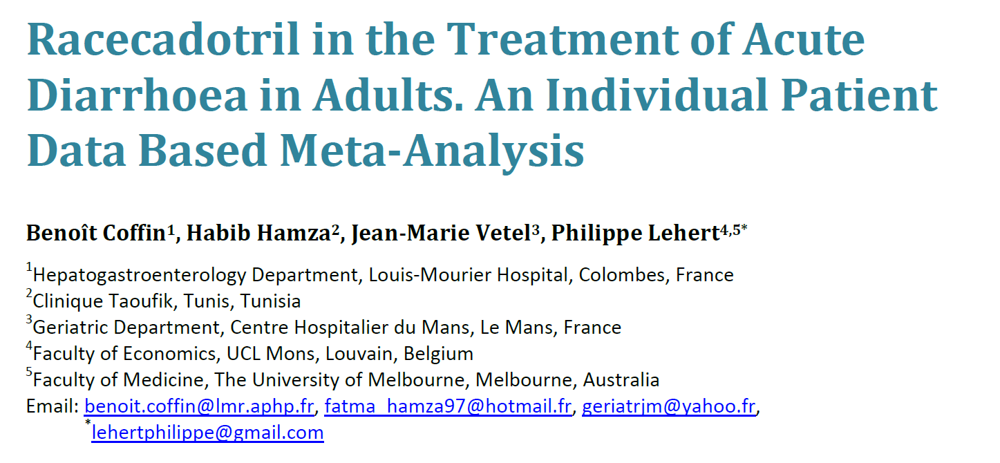 Racecadotril in the Treatment of Acute
Diarrhoea in Adults. An Individual Patient
Data Based Meta-Analysis
Benoît Coffin1, Habib Hamza2, Jean-Marie Vetel3, Philippe Lehert4,5*
1Hepatogastroenterology Department, Louis-Mourier Hospital, Colombes, France
2Clinique Taoufik, Tunis, Tunisia
3Geriatric Department, Centre Hospitalier du Mans, Le Mans, France
4Faculty of Economics, UCL Mons, Louvain, Belgium
5Faculty of Medicine, The University of Melbourne, Melbourne, Australia
Email: benoit.coffin@lmr.aphp.fr, fatma_hamza97@hotmail.fr, geriatrjm@yahoo.fr,
*lehertphilippe@gmail.com